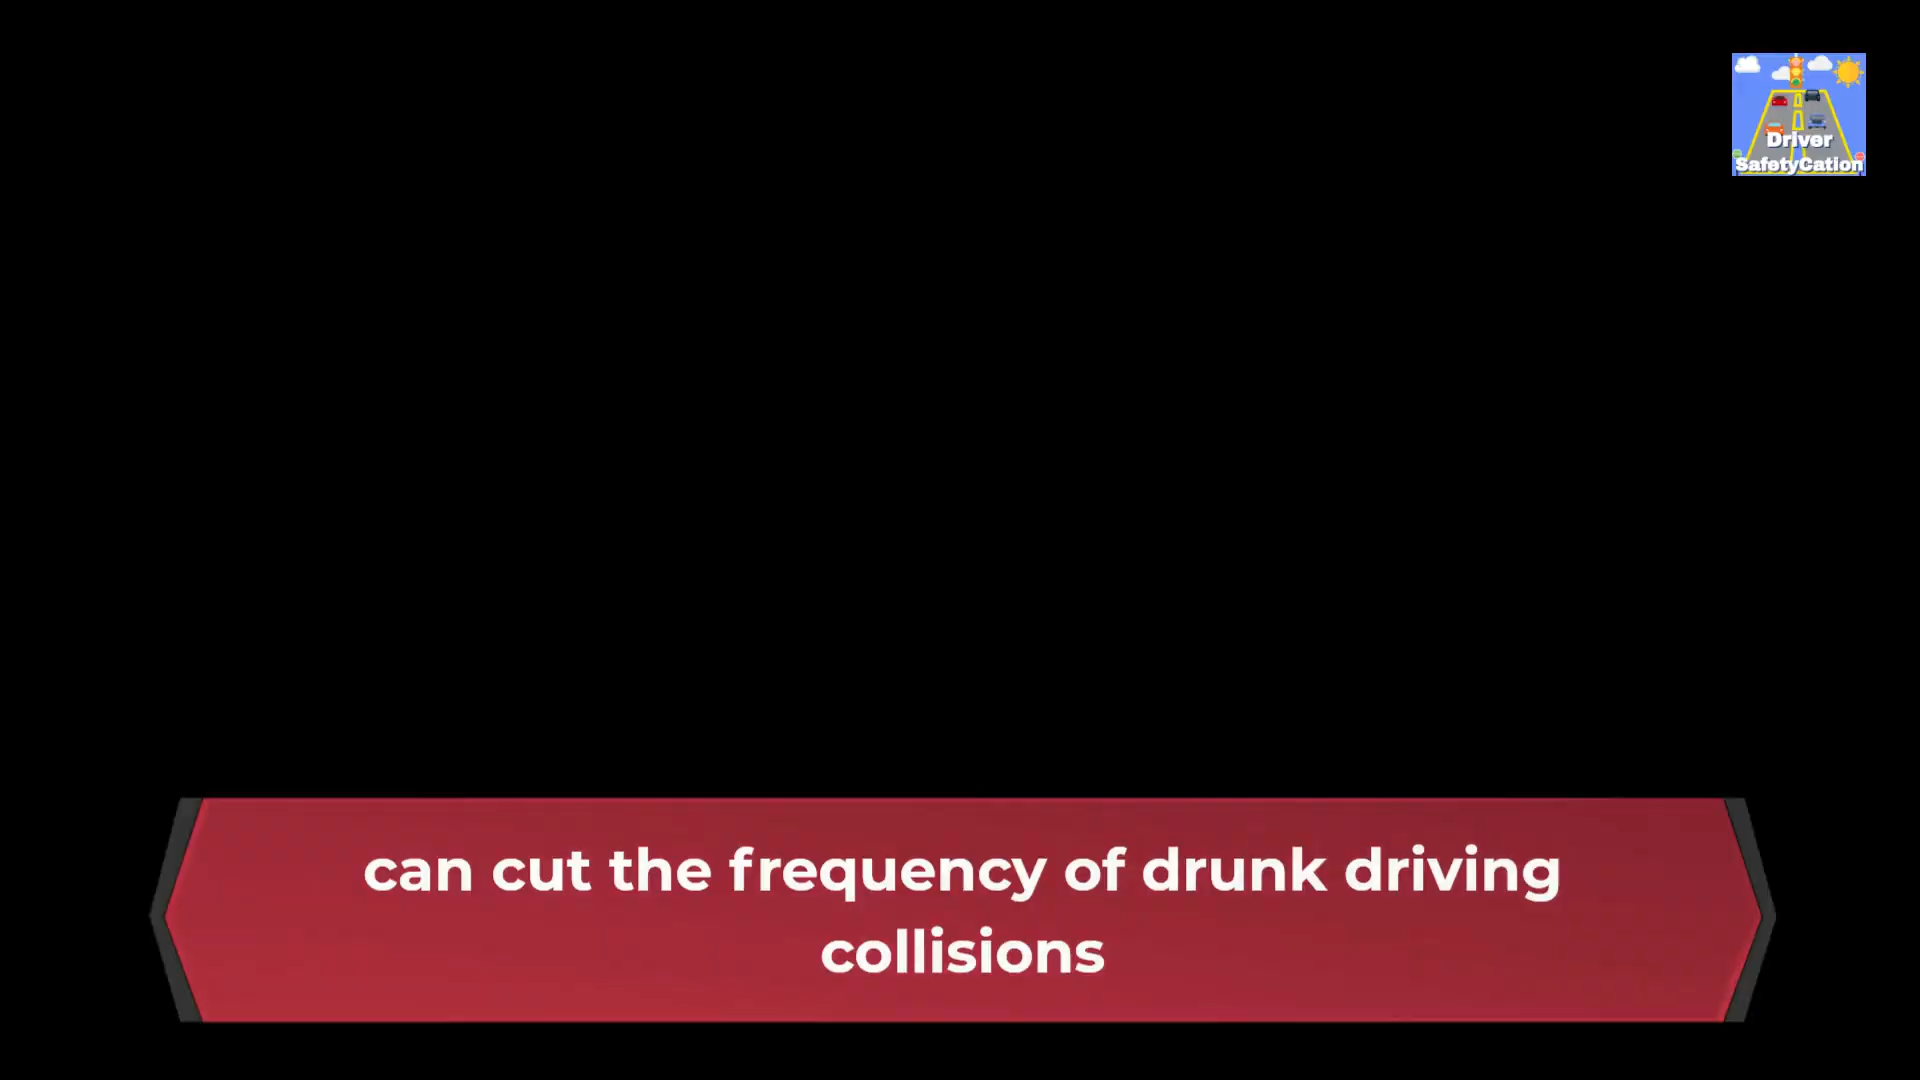 Driver
SafetyCation
can cut the frequency of drunk driving
collisions